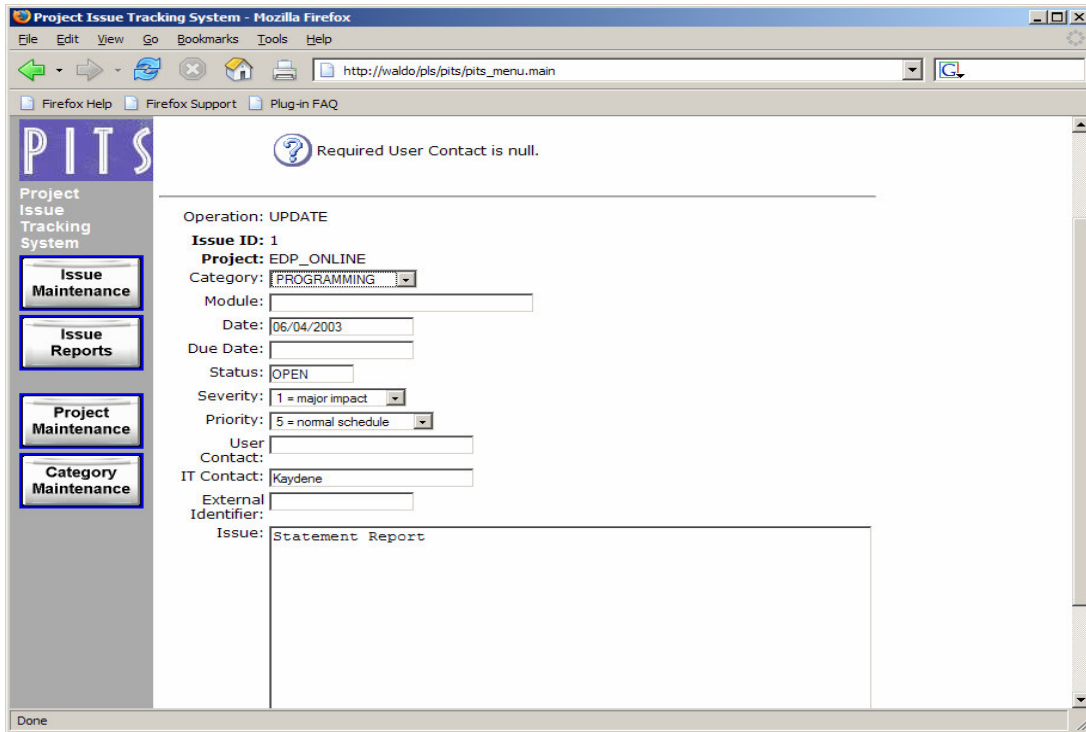 Project Issue Tracking System - Mozilla Firefox
File Edit View Go Bookmarks Tools Help
http://waldo/pls/pits/pits_menu.main
G
Firefox Help Firefox Support Plug-in FAQ
PITS
Project
Issue
Tracking
System
Issue
Maintenance
Issue
Reports
Project
Maintenance
Category
Maintenance
Required User Contact is null.
Operation: UPDATE
Issue ID: 1
Project: EDP_ONLINE
Category: PROGRAMMING
Module:
Date: 06/04/2003
Due Date:
Status: OPEN
Severity: 1 = major impact
Priority: 5 = normal schedule
User
Contact:
IT Contact: Kaydene
External
Identifier:
Issue: Statement Report
Done